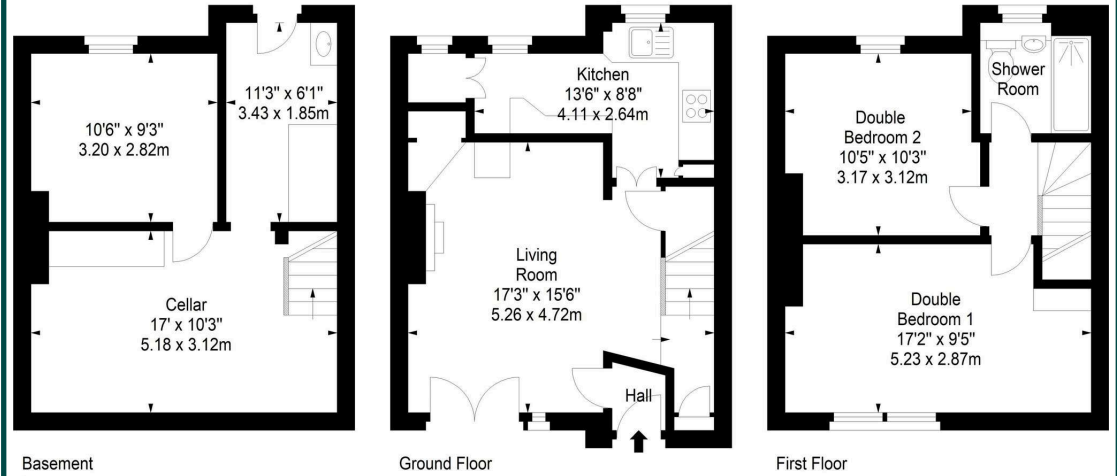 10'6" x 9'3"
3.20 x 2.82m
11'3" x 6'1"
3.43 x 1.85m
Cellar
17' x 10'3"
5.18 x 3.12m
Basement
Kitchen
13'6" x 8'8"
4.11 x 2.64m
Living
Room
17'3" x 15'6"
5.26 x 4.72m
Hall
Ground Floor
Shower
Room
Double
Bedroom 2
10'5" x 10'3"
3.17 x 3.12m
Double
Bedroom 1
17'2" x 9'5"
5.23 x 2.87m
First Floor